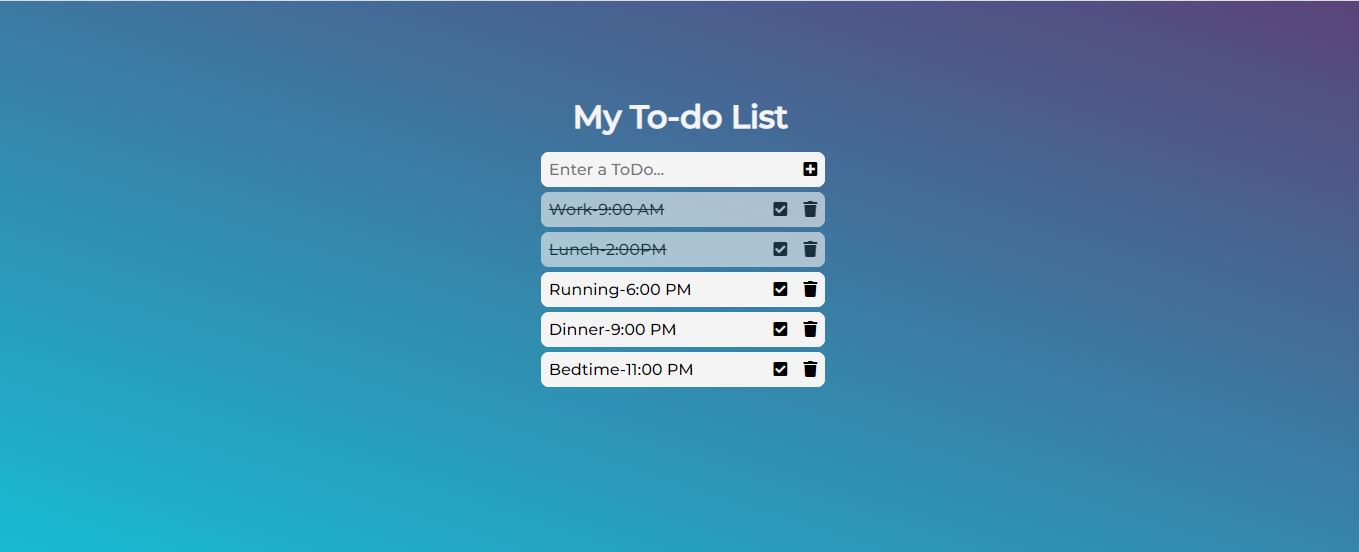 My To-do List
Enter a ToDo...
Work-9:00 AM
Lunch-2:00PM
Running-6:00 PM
Dinner-9:00 PM
Bedtime-11:00 PM